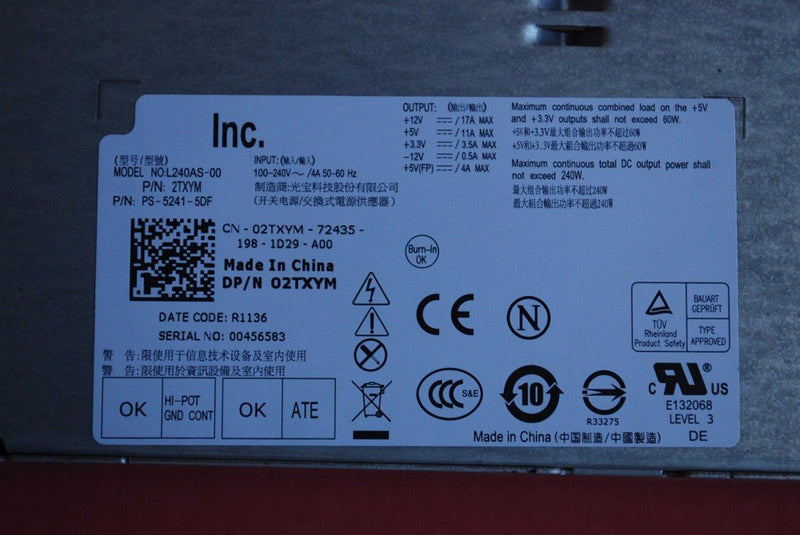 Inc.
(型号/型號)
MODEL NO:L240AS-00
P/N: 2TXYM
P/N: PS-5241-5DF
INPUT: (输入/輸入)
100-240V～/4A 50-60 Hz
制造商:光宝科技股份有限公司
(开关电源/交換式電源供應器)
OUTPUT: (输出/輸出)
+12V ⎓/17A MAX
+5V ⎓/11A MAX
+3.3V ⎓/3.5A MAX
-12V ⎓/0.5A MAX
+5V(FP) ⎓/4A MAX
Maximum continuous combined load on the +5V
and +3.3V outputs shall not exceed 60W.
+5V和+3.3V最大组合输出功率不超过60W
+5V和+3.3V最大組合輸出功率不超過60W
Maximum continuous total DC output power shall
not exceed 240W.
最大组合输出功率不超过240W
最大組合輸出功率不超過240W
CN - 02TXYM - 72435 -
198 - 1D29 - A00
Made In China
DP/N 02TXYM
Burn-In
OK
DATE CODE: R1136
SERIAL NO: 00456583
警 告:限使用于信息技术设备及室内使用
警 告:限使用於資訊設備及室內使用
OK
HI-POT
GND CONT
OK
ATE
CE
N
CCC
S&E
10
R33275
TÜV
Rheinland
Product Safety
BAUART
GEPRÜFT
TYPE
APPROVED
c RU ® US
E132068
LEVEL 3
Made in China (中国制造/中國製造)
DE